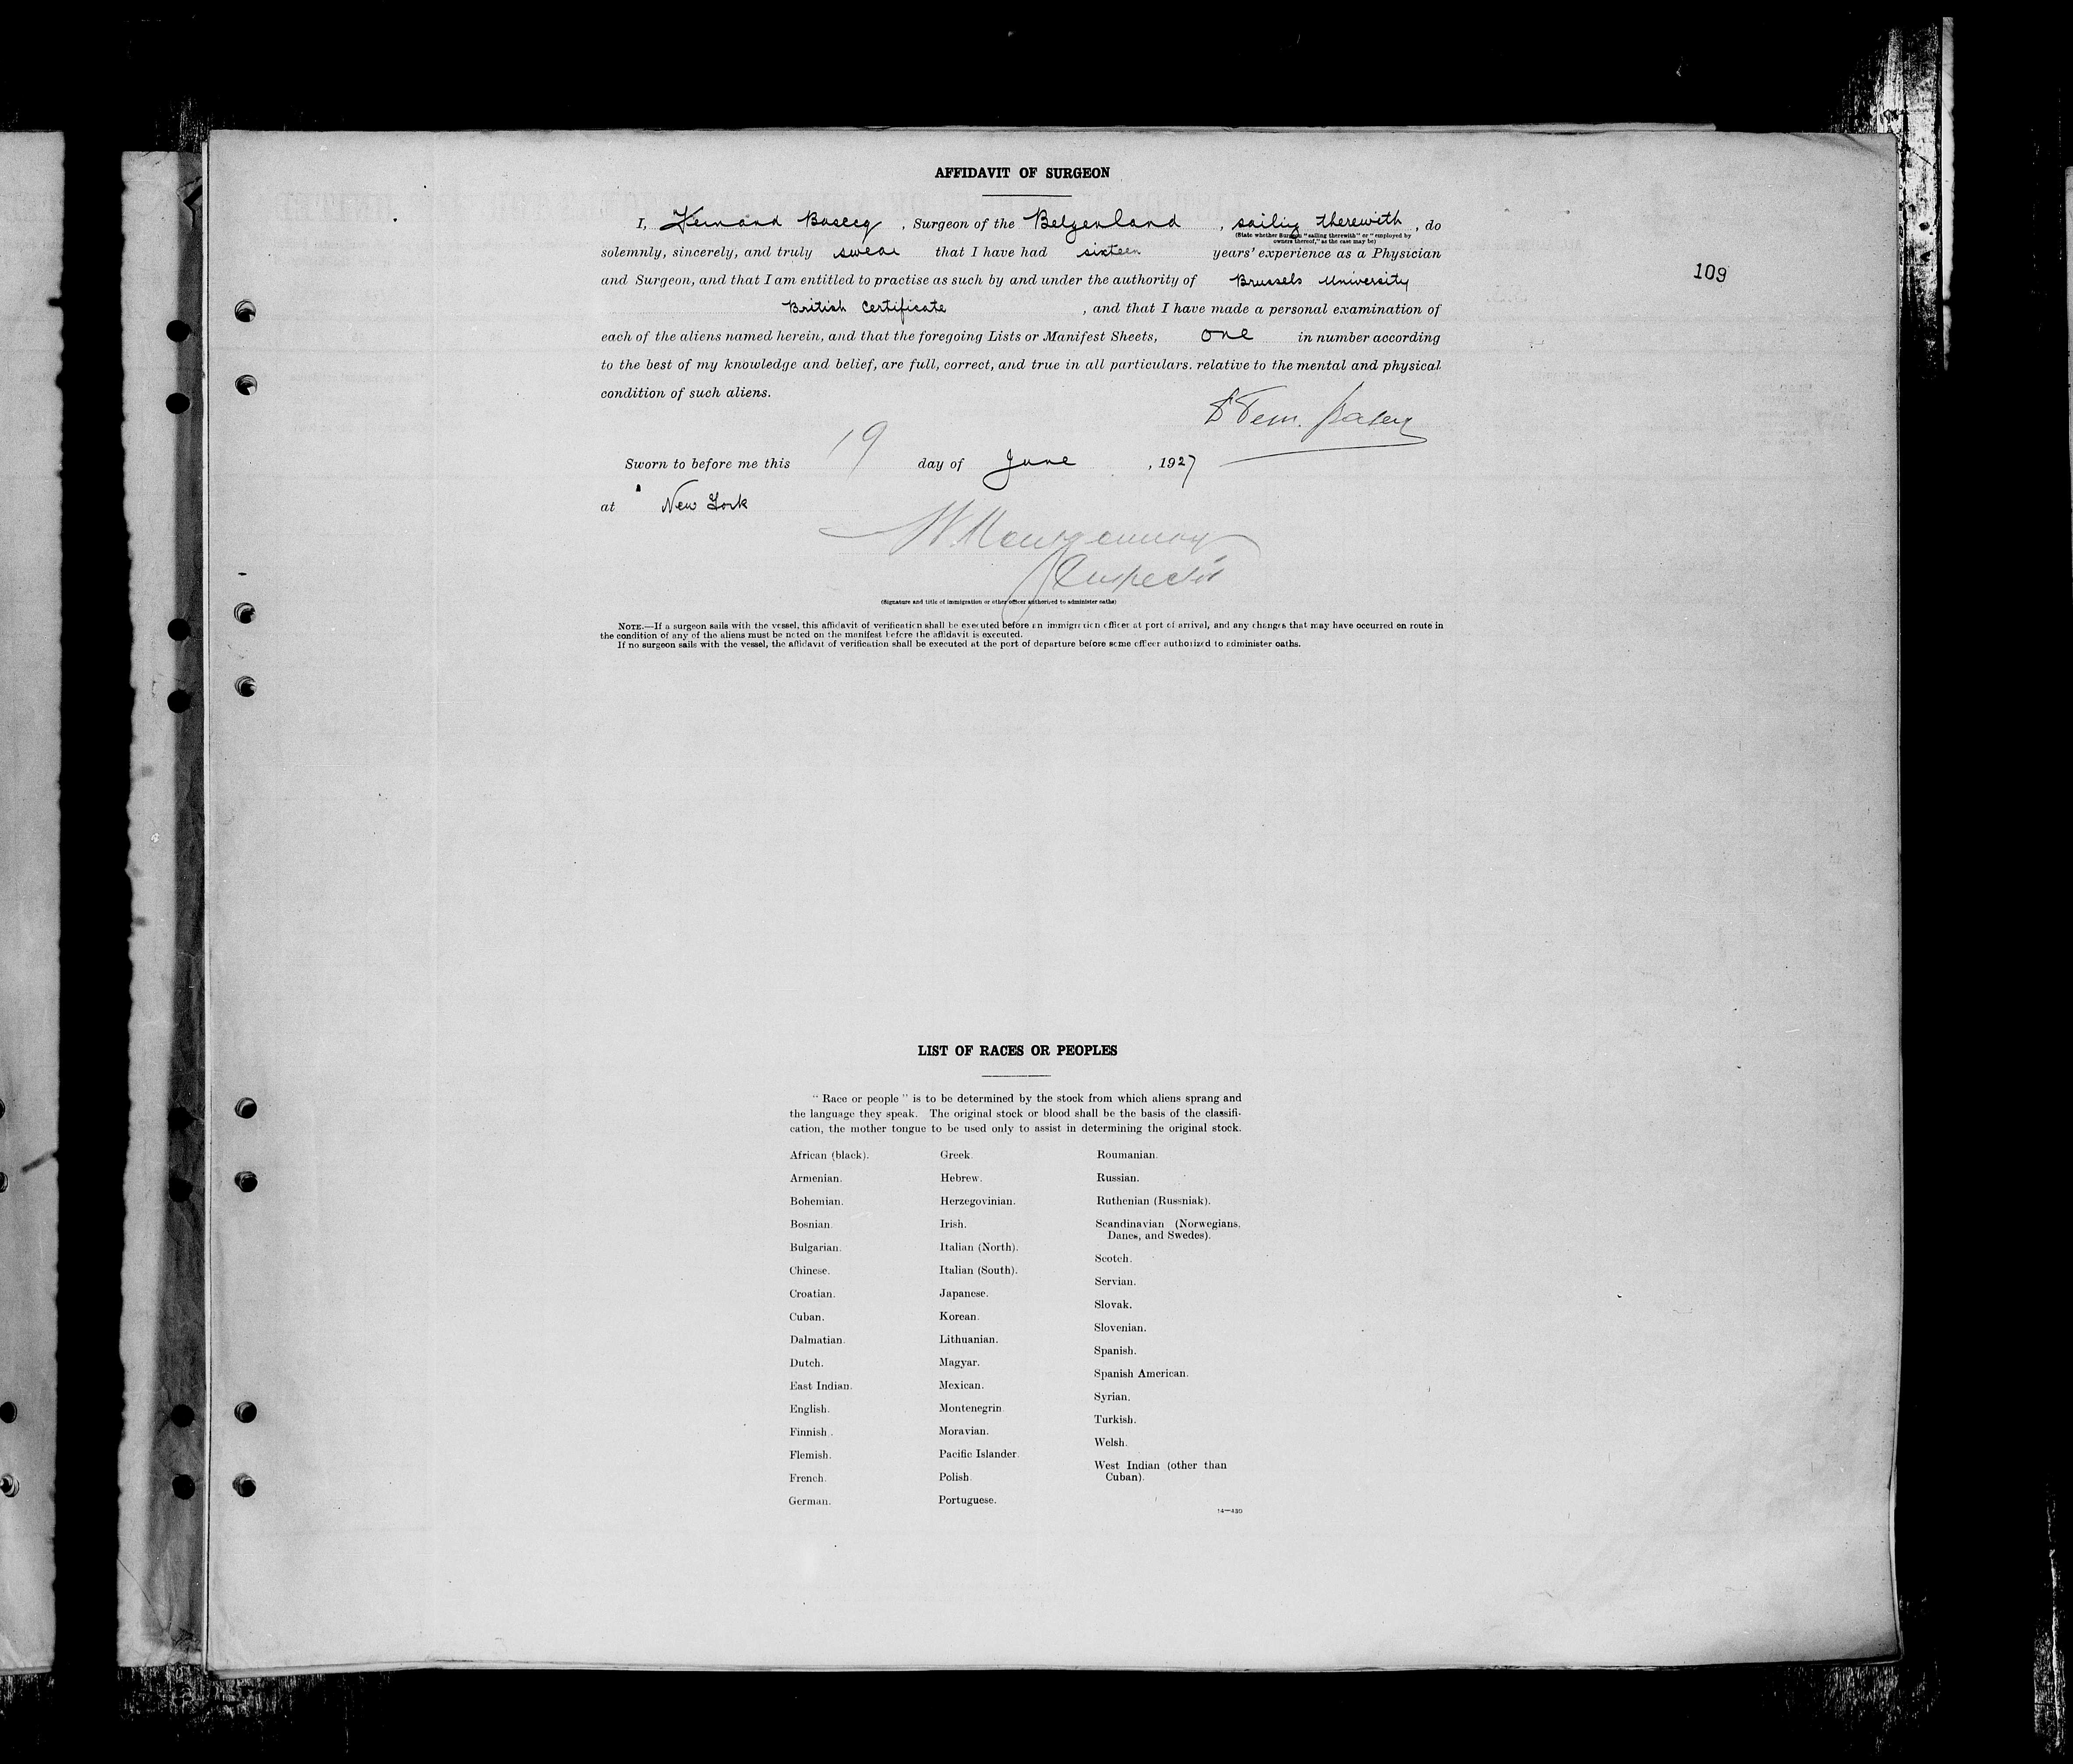 AFFIDAVIT OF SURGEON
109
I, Fernand Basecq, Surgeon of the Belgenland, sailing therewith, do
(State whether Surgeon "sailing therewith" or "employed by
owners thereof," as the case may be)
solemnly, sincerely, and truly swear that I have had sixteen years' experience as a Physician
and Surgeon, and that I am entitled to practise as such by and under the authority of Brussels University
British Certificate, and that I have made a personal examination of
each of the aliens named herein, and that the foregoing Lists or Manifest Sheets, one in number according
to the best of my knowledge and belief, are full, correct, and true in all particulars. relative to the mental and physical
condition of such aliens.
Sworn to before me this 19 day of June, 1927
at New York
Montgomery
Inspector
(Signature and title of immigration or other officer authorized to administer oaths)
NOTE.—If a surgeon sails with the vessel, this affidavit of verification shall be executed before an immigration officer at port of arrival, and any changes that may have occurred en route in
the condition of any of the aliens must be noted on the manifest before the affidavit is executed.
If no surgeon sails with the vessel, the affidavit of verification shall be executed at the port of departure before some officer authorized to administer oaths.
LIST OF RACES OR PEOPLES
"Race or people" is to be determined by the stock from which aliens sprang and
the language they speak. The original stock or blood shall be the basis of the classifi-
cation, the mother tongue to be used only to assist in determining the original stock.
African (black).
Armenian.
Bohemian.
Bosnian.
Bulgarian.
Chinese.
Croatian.
Cuban.
Dalmatian.
Dutch.
East Indian.
English.
Finnish.
Flemish.
French.
German.
Greek.
Hebrew.
Herzegovinian.
Irish.
Italian (North).
Italian (South).
Japanese.
Korean.
Lithuanian.
Magyar.
Mexican.
Montenegrin.
Moravian.
Pacific Islander.
Polish.
Portuguese.
Roumanian.
Russian.
Ruthenian (Russniak).
Scandinavian (Norwegians,
Danes, and Swedes).
Scotch.
Servian.
Slovak.
Slovenian.
Spanish.
Spanish American.
Syrian.
Turkish.
Welsh.
West Indian (other than
Cuban).
14—430